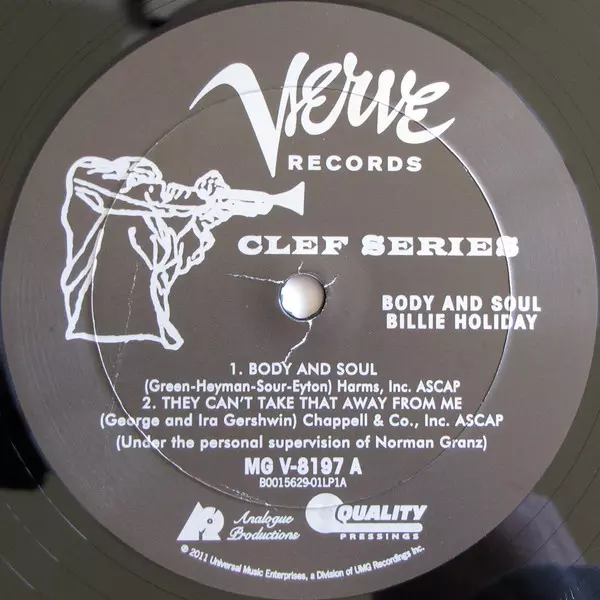 Verve
RECORDS
CLEF SERIES
BODY AND SOUL
BILLIE HOLIDAY
1. BODY AND SOUL
(Green-Heyman-Sour-Eyton) Harms, Inc. ASCAP
2. THEY CAN'T TAKE THAT AWAY FROM ME
(George and Ira Gershwin) Chappell & Co., Inc. ASCAP
(Under the personal supervision of Norman Granz)
MG V-8197 A
B0015629-01LP1A
Analogue
Productions
QUALITY
PRESSINGS
℗ 2011 Universal Music Enterprises, a Division of UMG Recordings Inc.